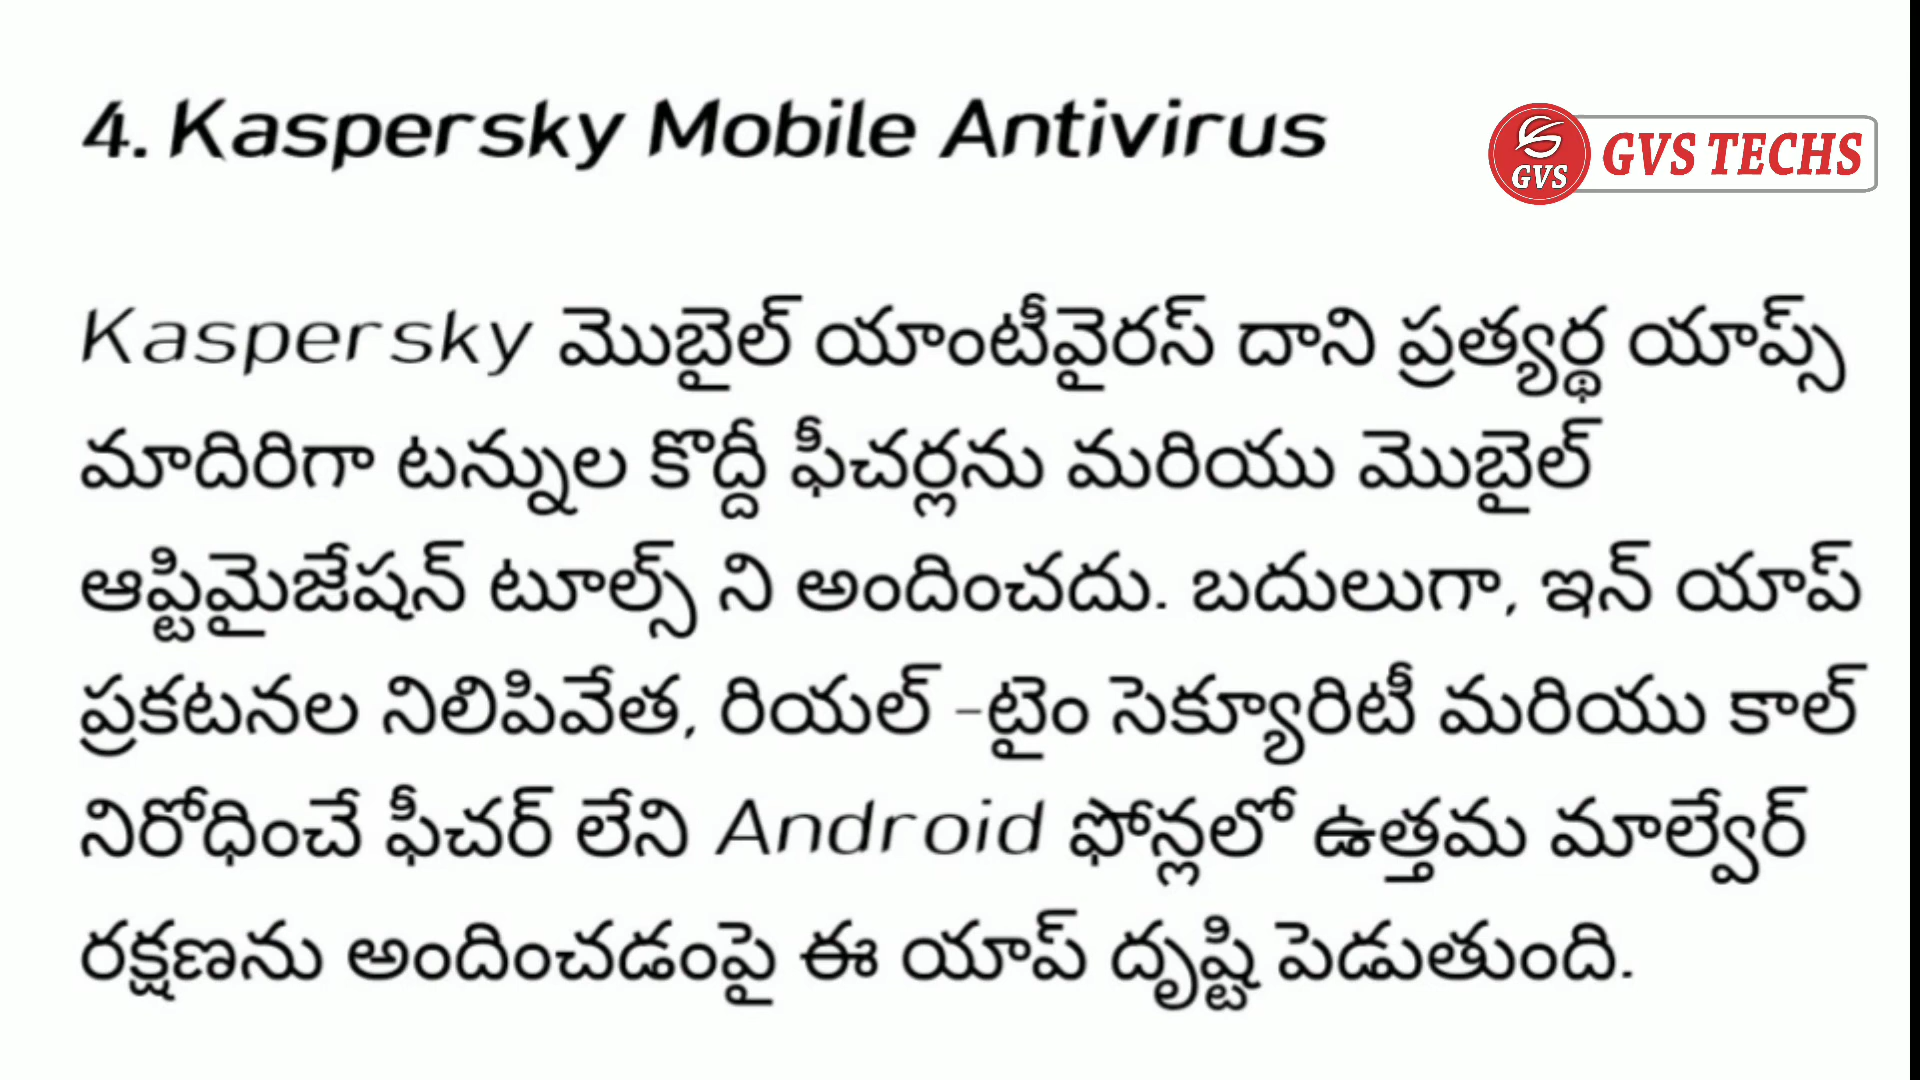 4. Kaspersky Mobile Antivirus
GVS
GVS TECHS
Kaspersky మొబైల్ యాంటీవైరస్ దాని ప్రత్యర్థ యాప్స్
మాదిరిగా టన్నుల కొద్దీ ఫీచర్లను మరియు మొబైల్
ఆప్టిమైజేషన్ టూల్స్ ని అందించదు. బదులుగా, ఇన్ యాప్
ప్రకటనల నిలిపివేత, రియల్ -టైం సెక్యూరిటీ మరియు కాల్
నిరోధించే ఫీచర్ లేని Android ఫోన్లలో ఉత్తమ మాల్వేర్
రక్షణను అందించడంపై ఈ యాప్ దృష్టి పెడుతుంది.